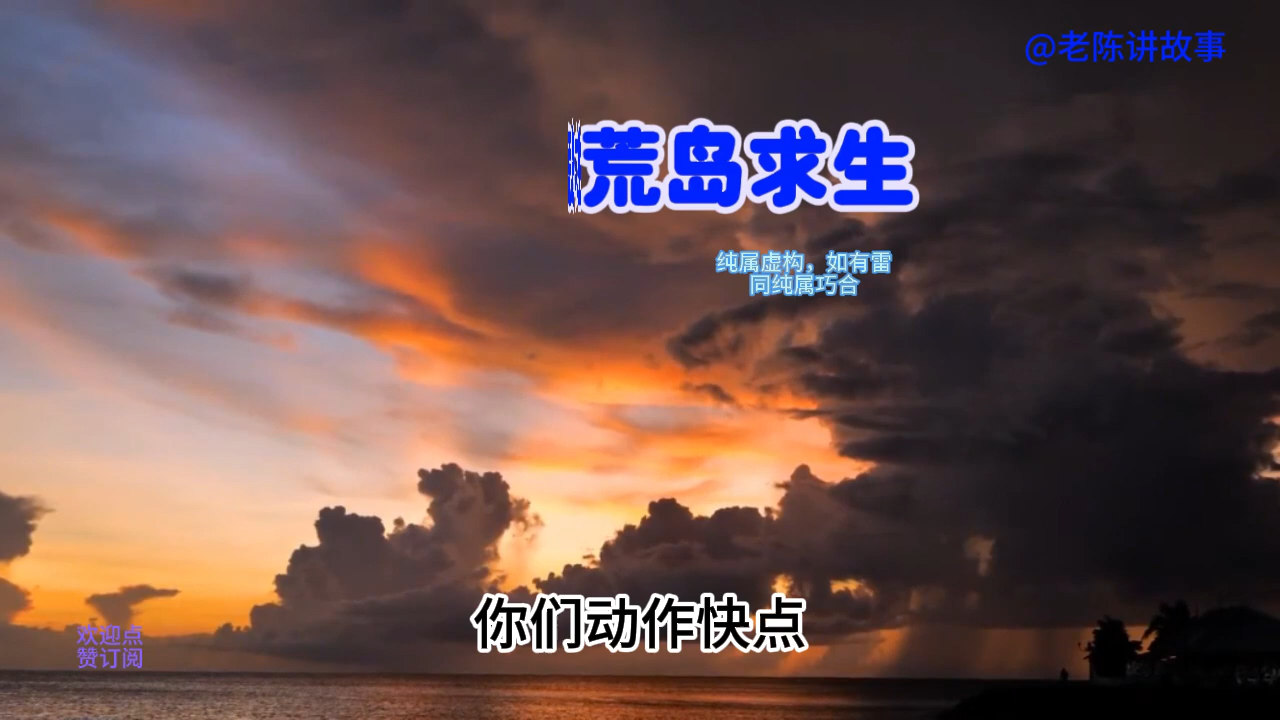 @老陈讲故事
荒岛求生
纯属虚构，如有雷
同纯属巧合
你们动作快点
欢迎点
赞订阅